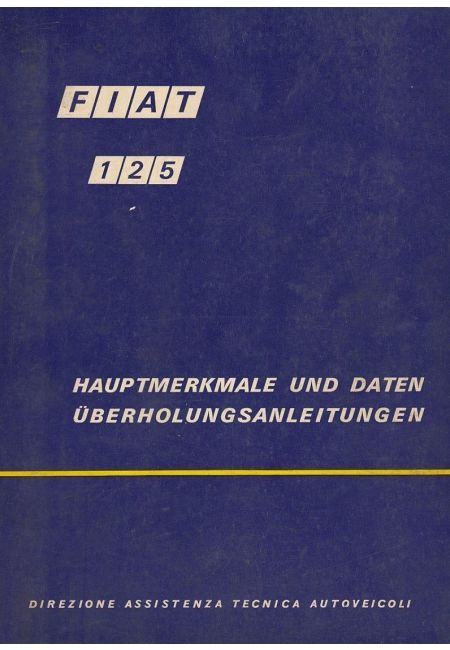 FIAT
125
HAUPTMERKMALE UND DATEN
ÜBERHOLUNGSANLEITUNGEN
DIREZIONE ASSISTENZA TECNICA AUTOVEICOLI